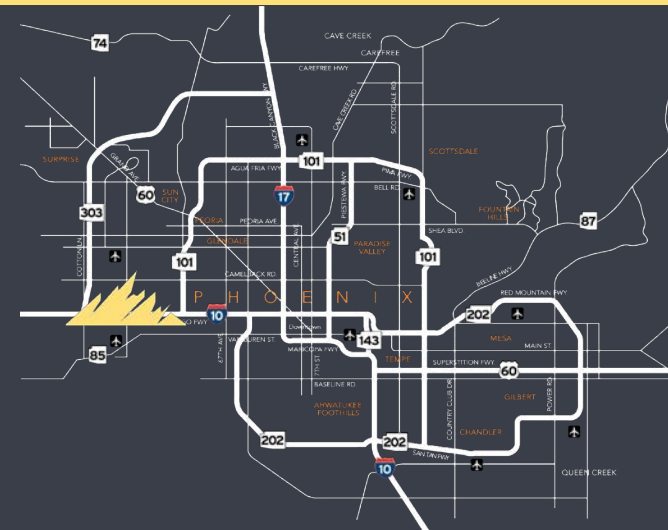 74
CAVE CREEK
CAREFREE
CAREFREE HWY
BLACK CANYON HWY
CAVE CREEK RD
SCOTTSDALE RD
SURPRISE
GRAND AVE
101
AGUA FRIA FWY
PIMA FWY
SCOTTSDALE
BELL RD
60
SUN
CITY
17
PIESTEWA FWY
303
PEORIA
PEORIA AVE
FOUNTAIN
HILLS
87
SHEA BLVD
COTTON LN
GLENDALE
CENTRAL AVE
51
PARADISE
VALLEY
101
101
CAMELBACK RD
BEELINE HWY
PHOENIX
RED MOUNTAIN FWY
10
202
FWY
Downtown
67TH AVE
VAN BUREN ST
143
MESA
MAIN ST
85
MARICOPA FWY
7TH ST
TEMPE
SUPERSTITION FWY
60
BASELINE RD
COUNTRY CLUB DR
POWER RD
GILBERT
AHWATUKEE
FOOTHILLS
CHANDLER
202
202
SAN TAN FWY
10
QUEEN CREEK